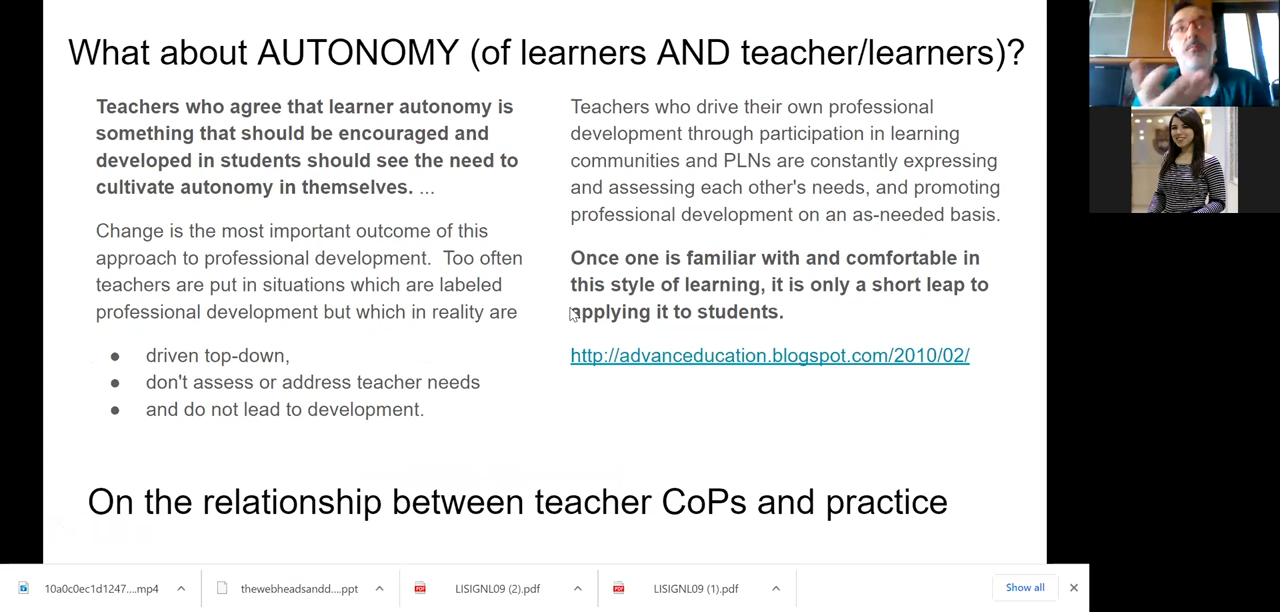 What about AUTONOMY (of learners AND teacher/learners)?
Teachers who agree that learner autonomy is
something that should be encouraged and
developed in students should see the need to
cultivate autonomy in themselves. ...
Change is the most important outcome of this
approach to professional development.  Too often
teachers are put in situations which are labeled
professional development but which in reality are
● driven top-down,
● don't assess or address teacher needs
● and do not lead to development.
Teachers who drive their own professional
development through participation in learning
communities and PLNs are constantly expressing
and assessing each other's needs, and promoting
professional development on an as-needed basis.
Once one is familiar with and comfortable in
this style of learning, it is only a short leap to
applying it to students.
http://advanceducation.blogspot.com/2010/02/
On the relationship between teacher CoPs and practice
10a0c0ec1d1247....mp4
thewebheadsandd....ppt
LISIGNL09 (2).pdf
LISIGNL09 (1).pdf
Show all